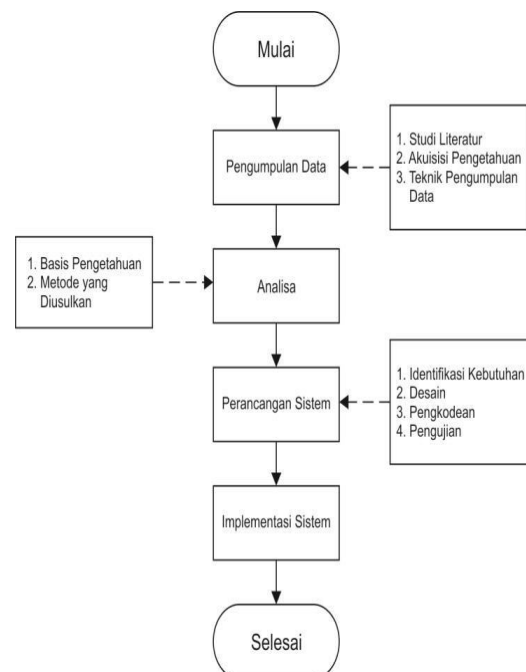 Mulai
Pengumpulan Data
1. Studi Literatur
2. Akuisisi Pengetahuan
3. Teknik Pengumpulan
Data
1. Basis Pengetahuan
2. Metode yang
Diusulkan
Analisa
Perancangan Sistem
1. Identifikasi Kebutuhan
2. Desain
3. Pengkodean
4. Pengujian
Implementasi Sistem
Selesai